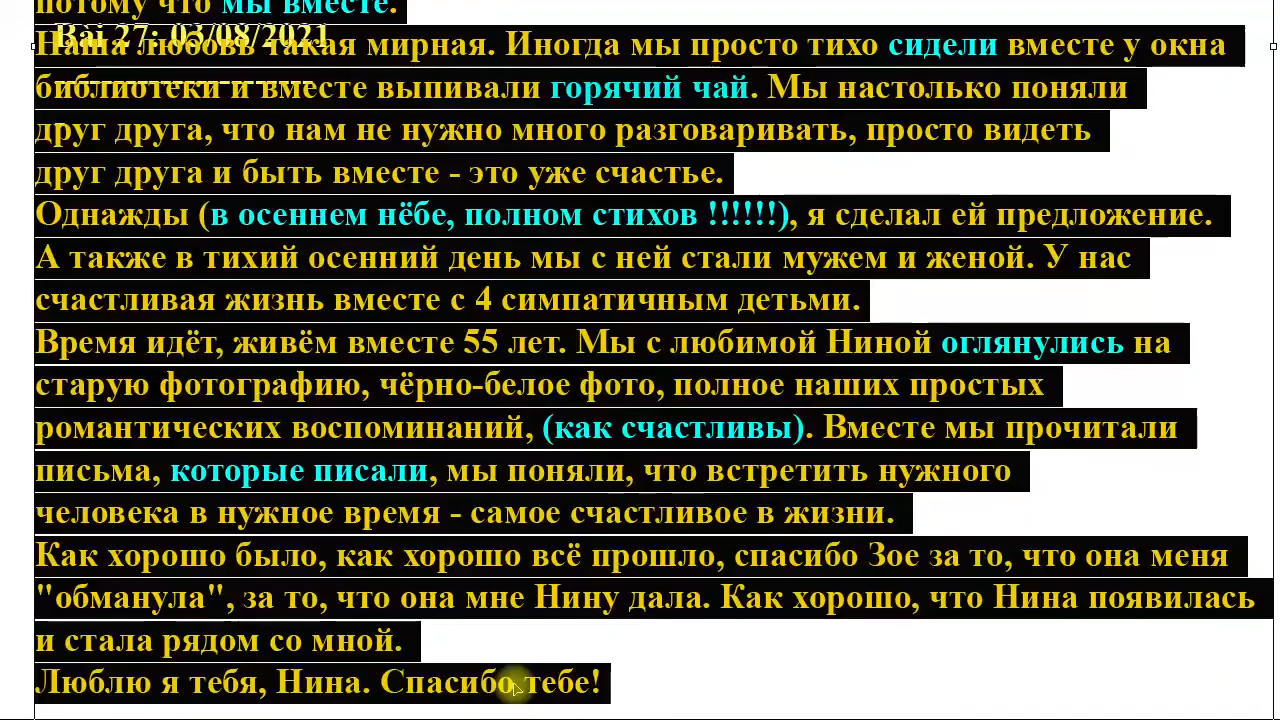 потому что мы вместе.
Bài 27: 03/08/2021
Наша любовь такая мирная. Иногда мы просто тихо сидели вместе у окна
библиотеки и вместе выпивали горячий чай. Мы настолько поняли
друг друга, что нам не нужно много разговаривать, просто видеть
друг друга и быть вместе - это уже счастье.
Однажды (в осеннем нёбе, полном стихов !!!!!!), я сделал ей предложение.
А также в тихий осенний день мы с ней стали мужем и женой. У нас
счастливая жизнь вместе с 4 симпатичным детьми.
Время идёт, живём вместе 55 лет. Мы с любимой Ниной оглянулись на
старую фотографию, чёрно-белое фото, полное наших простых
романтических воспоминаний, (как счастливы). Вместе мы прочитали
письма, которые писали, мы поняли, что встретить нужного
человека в нужное время - самое счастливое в жизни.
Как хорошо было, как хорошо всё прошло, спасибо Зое за то, что она меня
"обманула", за то, что она мне Нину дала. Как хорошо, что Нина появилась
и стала рядом со мной.
Люблю я тебя, Нина. Спасибо тебе!